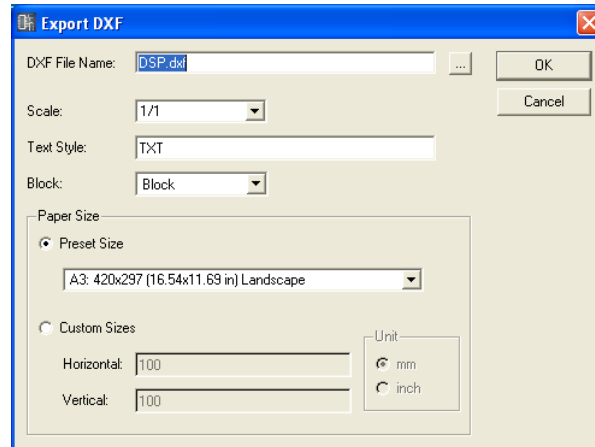 Export DXF
DXF File Name: DSP.dxf ... OK
Cancel
Scale: 1/1
Text Style: TXT
Block: Block
Paper Size
Preset Size
A3: 420x297 (16.54x11.69 in) Landscape
Custom Sizes
Unit
Horizontal: 100 mm
inch
Vertical: 100